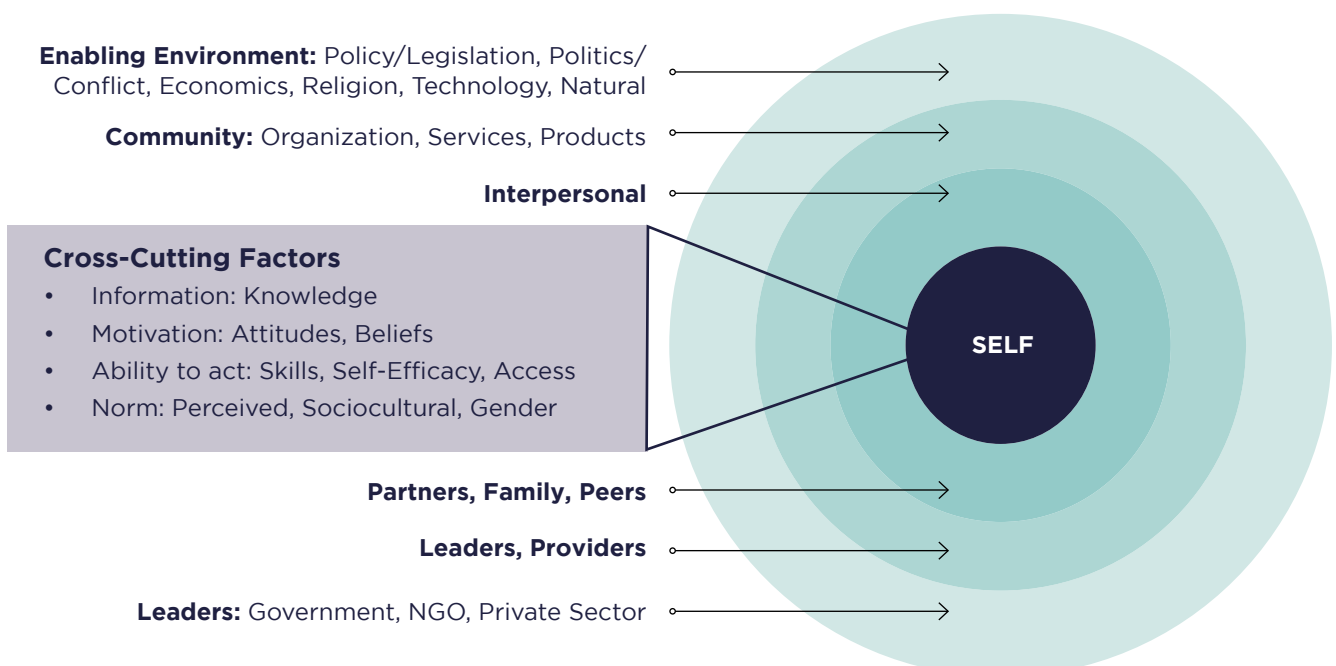 Enabling Environment: Policy/Legislation, Politics/
Conflict, Economics, Religion, Technology, Natural
Community: Organization, Services, Products
Interpersonal
Cross-Cutting Factors
• Information: Knowledge
• Motivation: Attitudes, Beliefs
• Ability to act: Skills, Self-Efficacy, Access
• Norm: Perceived, Sociocultural, Gender
SELF
Partners, Family, Peers
Leaders, Providers
Leaders: Government, NGO, Private Sector